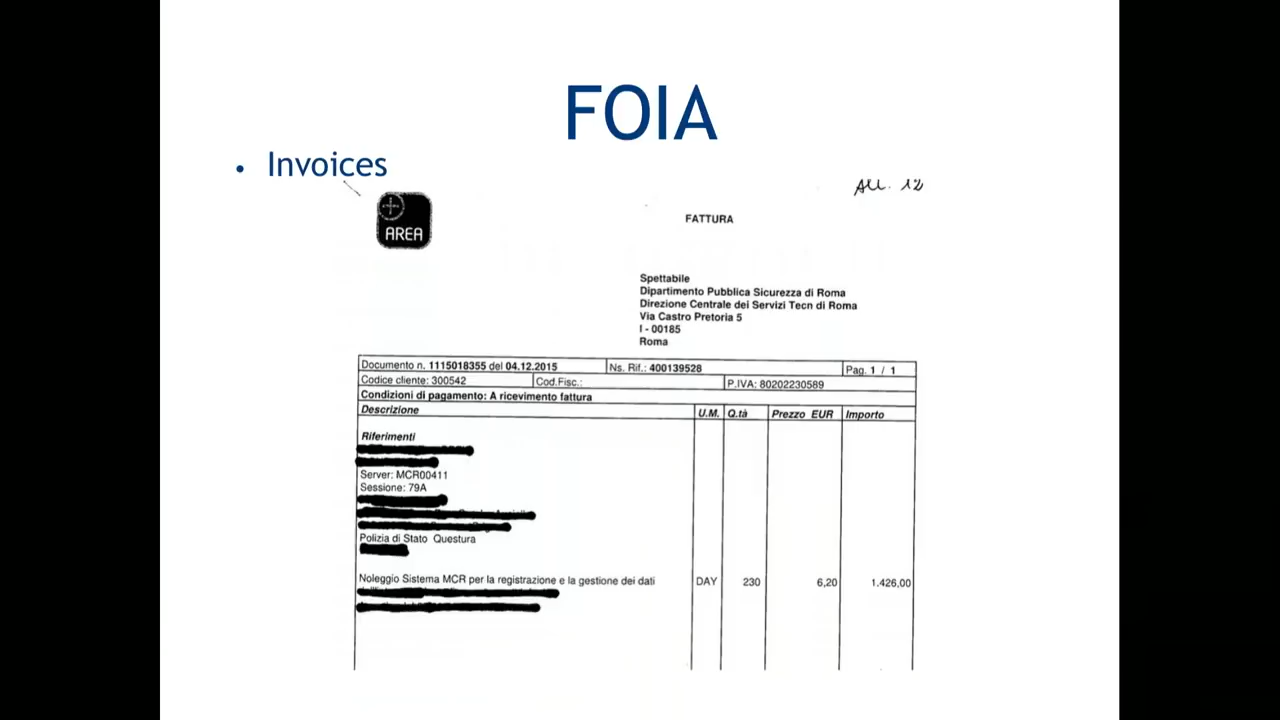 FOIA
• Invoices
All. 12
AREA
FATTURA
Spettabile
Dipartimento Pubblica Sicurezza di Roma
Direzione Centrale dei Servizi Tecn di Roma
Via Castro Pretoria 5
I - 00185
Roma
Documento n. 1115018355 del 04.12.2015 Ns. Rif.: 400139528 Pag. 1 / 1
Codice cliente: 300542 Cod.Fisc.: P.IVA: 80202230589
Condizioni di pagamento: A ricevimento fattura
Descrizione U.M. Q.tà Prezzo EUR Importo
Riferimenti
Server: MCR00411
Sessione: 79A
Polizia di Stato Questura
Noleggio Sistema MCR per la registrazione e la gestione dei dati DAY 230 6,20 1.426,00